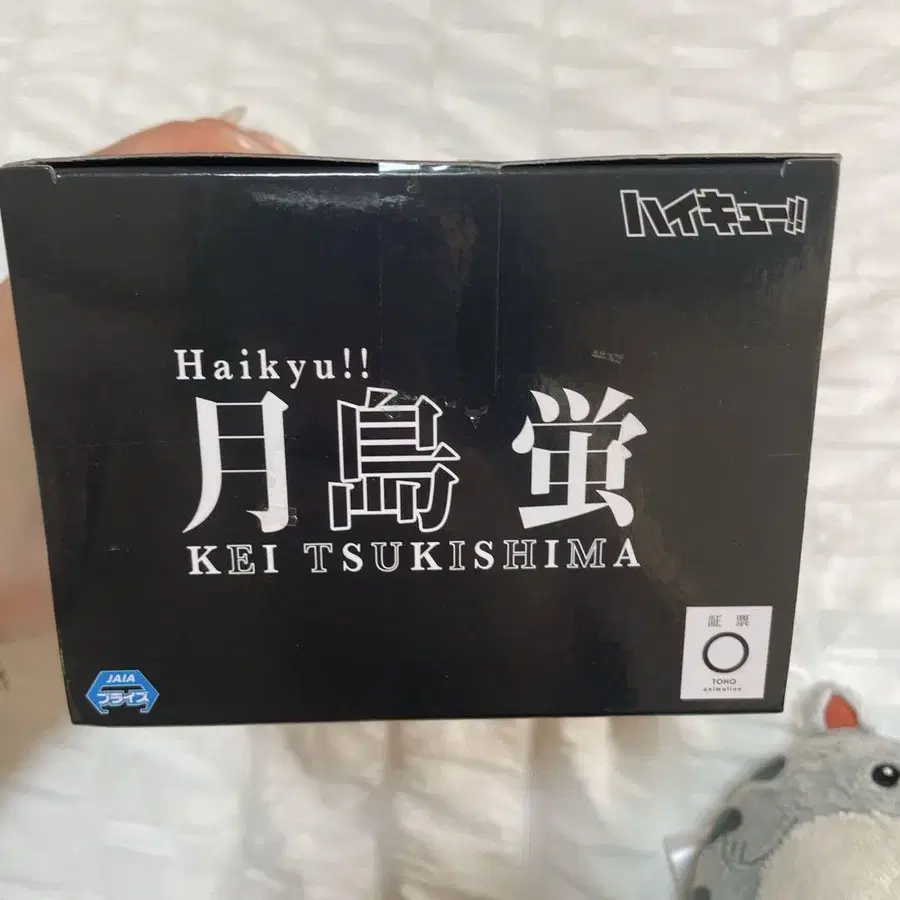 ハイキュー!!
Haikyu!!
月島 蛍
KEI TSUKISHIMA
JAIA
プライズ
証 票
TOHO
animation